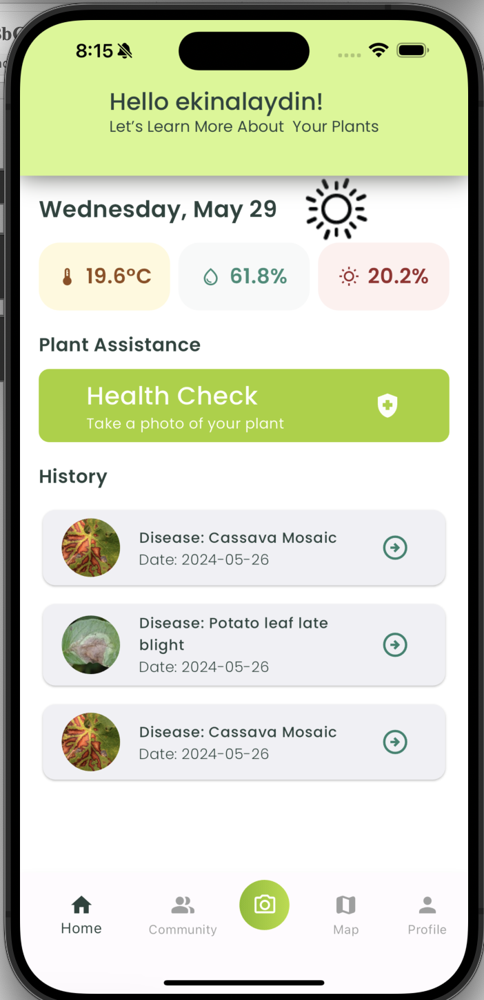 8:15
Hello ekinalaydin!
Let's Learn More About  Your Plants
Wednesday, May 29
19.6°C 61.8% 20.2%
Plant Assistance
Health Check
Take a photo of your plant
History
Disease: Cassava Mosaic
Date: 2024-05-26
Disease: Potato leaf late
blight
Date: 2024-05-26
Disease: Cassava Mosaic
Date: 2024-05-26
Home Community Map Profile